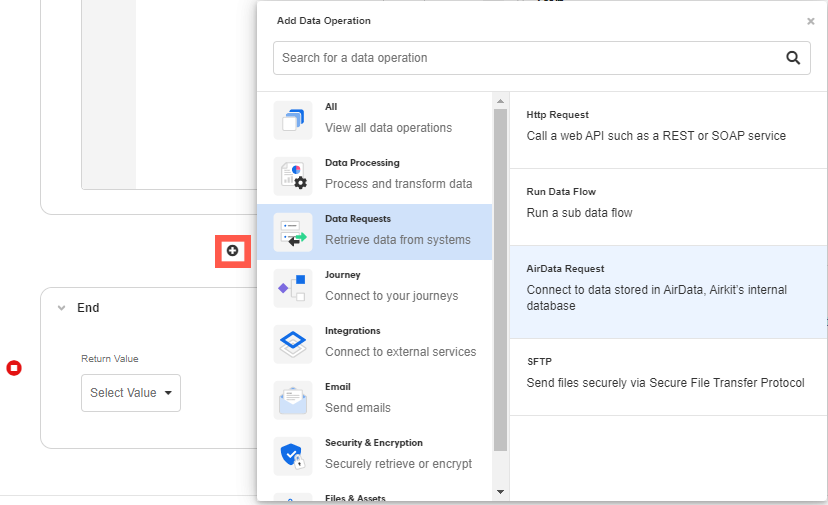 Add Data Operation
×
Search for a data operation
All
View all data operations
Data Processing
Process and transform data
Data Requests
Retrieve data from systems
Journey
Connect to your journeys
Integrations
Connect to external services
Email
Send emails
Security & Encryption
Securely retrieve or encrypt
Files & Assets
Http Request
Call a web API such as a REST or SOAP service
Run Data Flow
Run a sub data flow
AirData Request
Connect to data stored in AirData, Airkit's internal
database
SFTP
Send files securely via Secure File Transfer Protocol
End
Return Value
Select Value